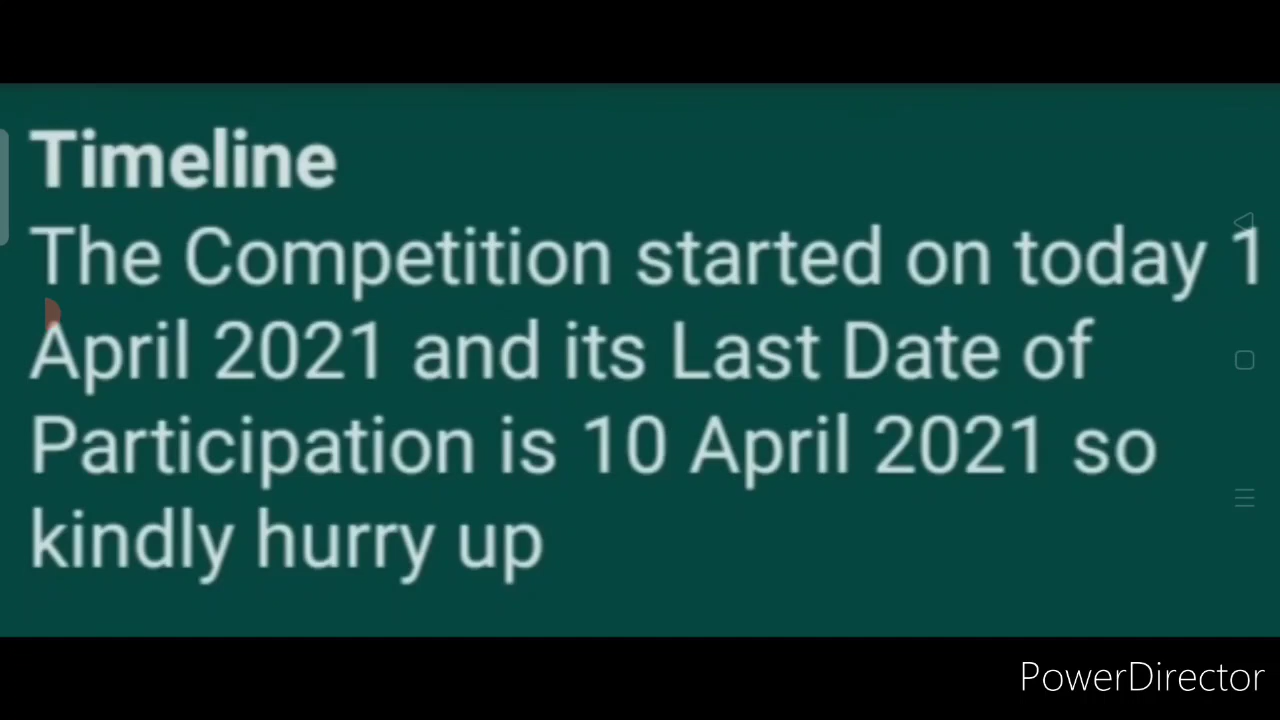 Timeline
The Competition started on today 1
April 2021 and its Last Date of
Participation is 10 April 2021 so
kindly hurry up
PowerDirector